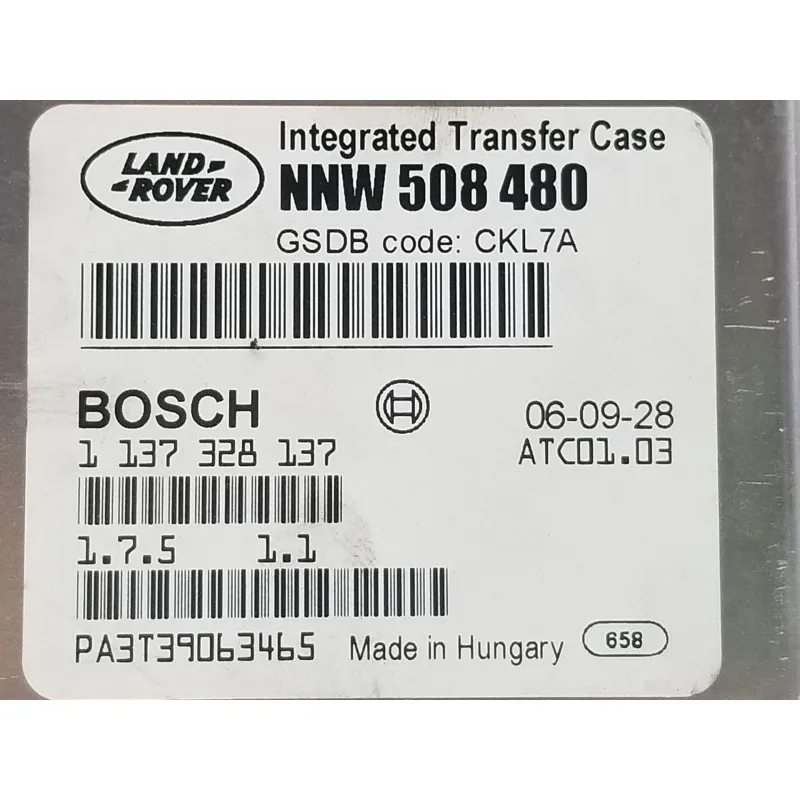 LAND-
-ROVER
Integrated Transfer Case
NNW 508 480
GSDB code: CKL7A
BOSCH
06-09-28
1 137 328 137
ATC01.03
1.7.5 1.1
PA3T39063465
Made in Hungary
658